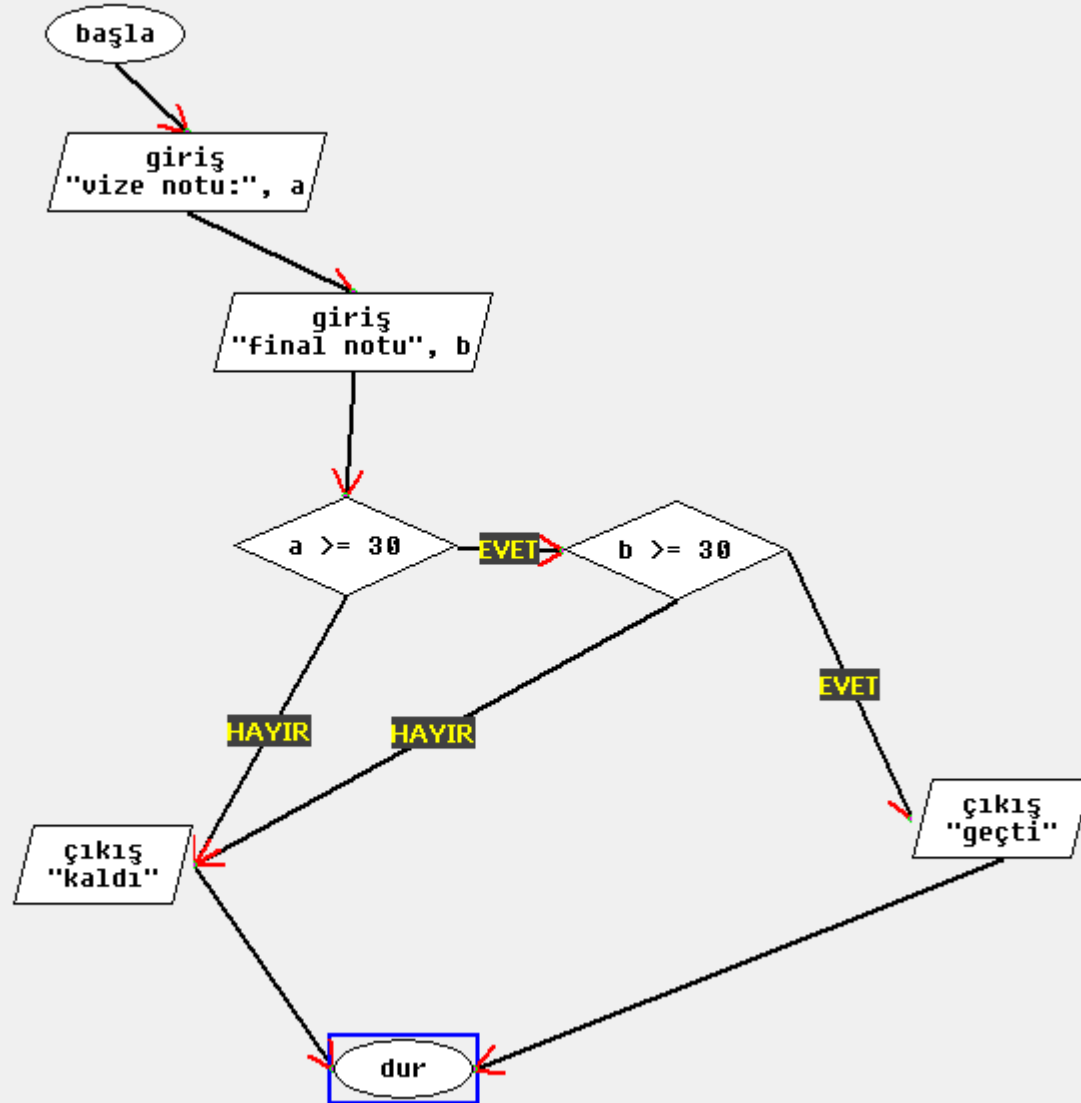 başla
giriş
"vize notu:", a
giriş
"final notu", b
a >= 30
EVET
b >= 30
EVET
HAYIR
HAYIR
çıkış
"geçti"
çıkış
"kaldı"
dur